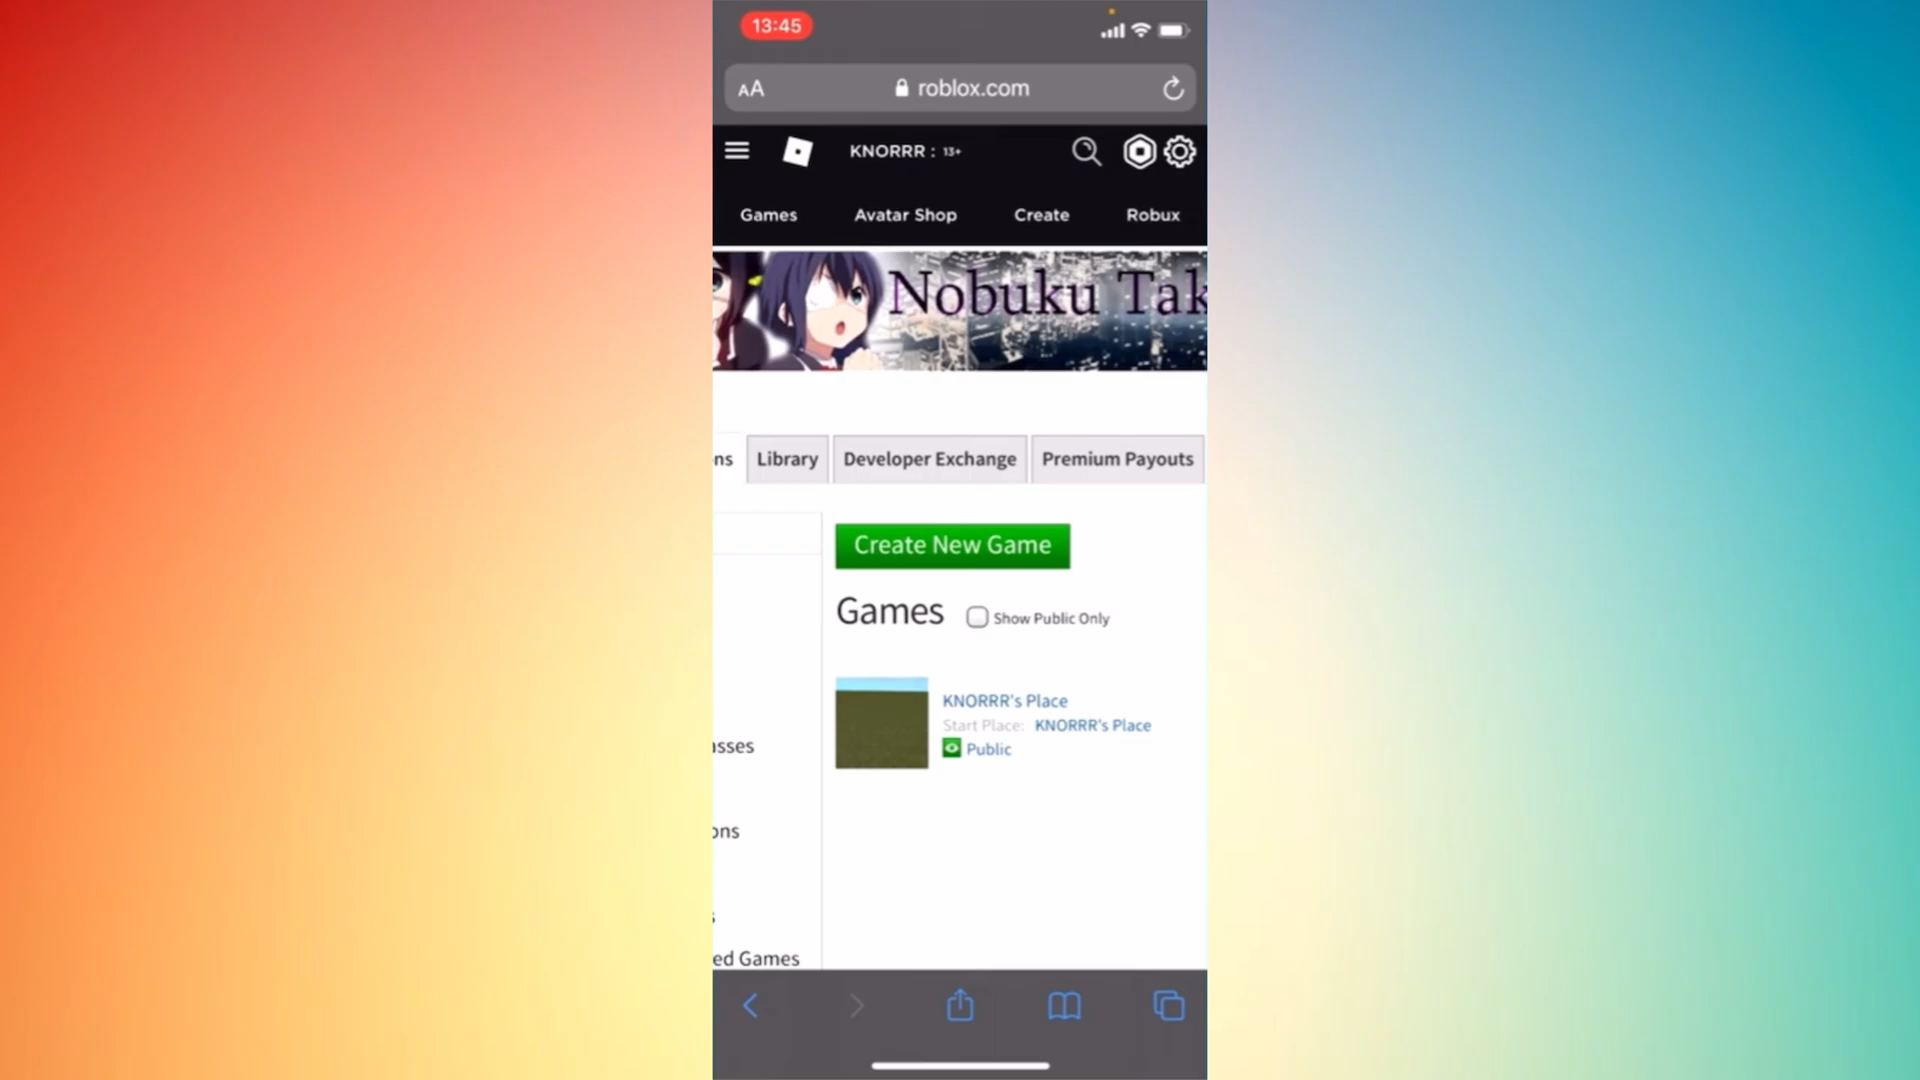 13:45
AA
roblox.com
KNORRR : 13+
Games Avatar Shop Create Robux
Nobuku Tak
ns Library Developer Exchange Premium Payouts
Create New Game
Games Show Public Only
KNORRR's Place
Start Place: KNORRR's Place
Public
asses
ons
s
ed Games